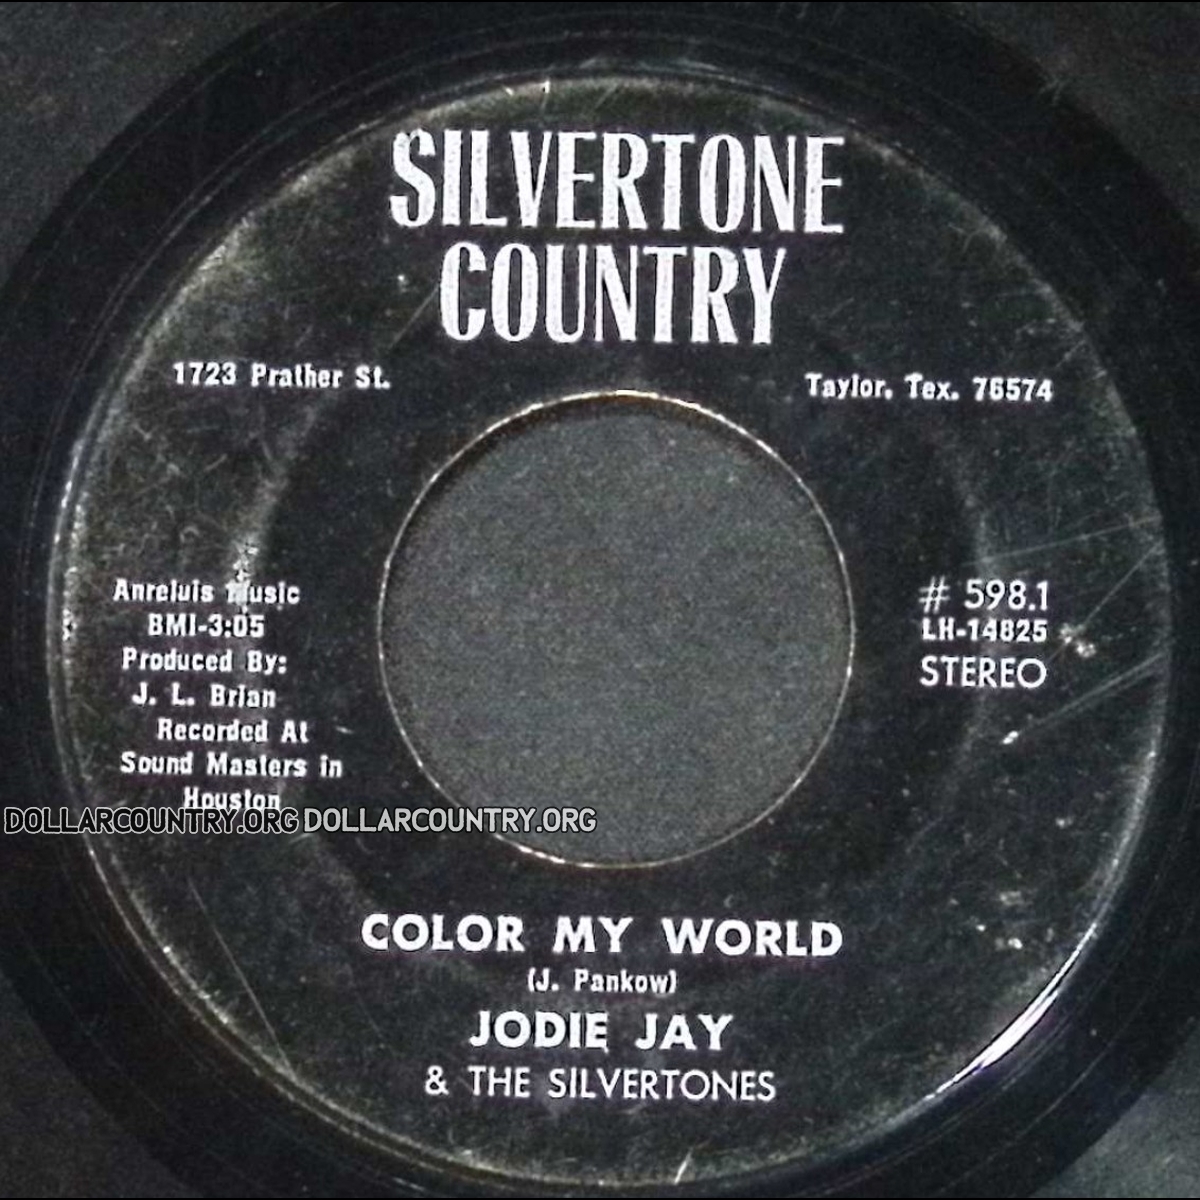 SILVERTONE
COUNTRY
1723 Prather St.
Taylor, Tex. 76574
Anreluis Music
BMI-3:05
Produced By:
J. L. Brian
Recorded At
Sound Masters in
Houston
# 598.1
LH-14825
STEREO
DOLLARCOUNTRY.ORG DOLLARCOUNTRY.ORG
COLOR MY WORLD
(J. Pankow)
JODIE JAY
& THE SILVERTONES